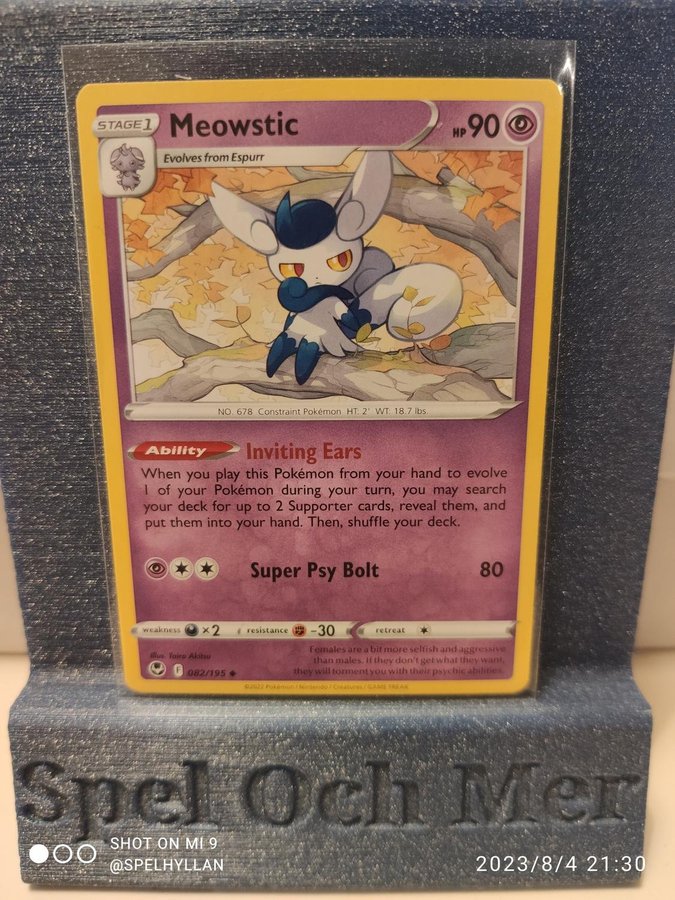 STAGE 1 Meowstic HP 90
Evolves from Espurr
NO. 678 Constraint Pokémon HT. 2' WT. 18.7 lbs.
Ability Inviting Ears
When you play this Pokémon from your hand to evolve
1 of your Pokémon during your turn, you may search
your deck for up to 2 Supporter cards, reveal them, and
put them into your hand. Then, shuffle your deck.
Super Psy Bolt 80
weakness ×2 resistance -30 retreat
Illus. Taira Akitsu
F 082/195
Females are a bit more selfish and aggressive
than males. If they don't get what they want,
they will torment you with their psychic abilities.
©2022 Pokémon / Nintendo / Creatures / GAME FREAK
Spel Och Mer
SHOT ON MI 9
@SPELHYLLAN
2023/8/4 21:30